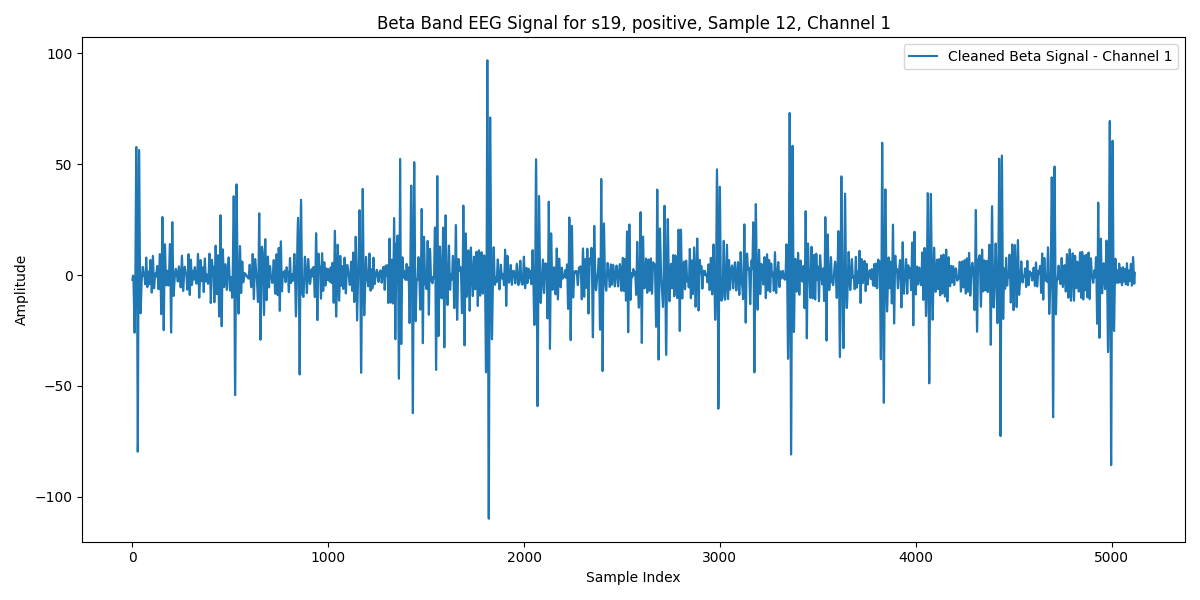 Beta Band EEG Signal for s19, positive, Sample 12, Channel 1
Cleaned Beta Signal - Channel 1
Amplitude
100
50
0
−50
−100
0 1000 2000 3000 4000 5000
Sample Index